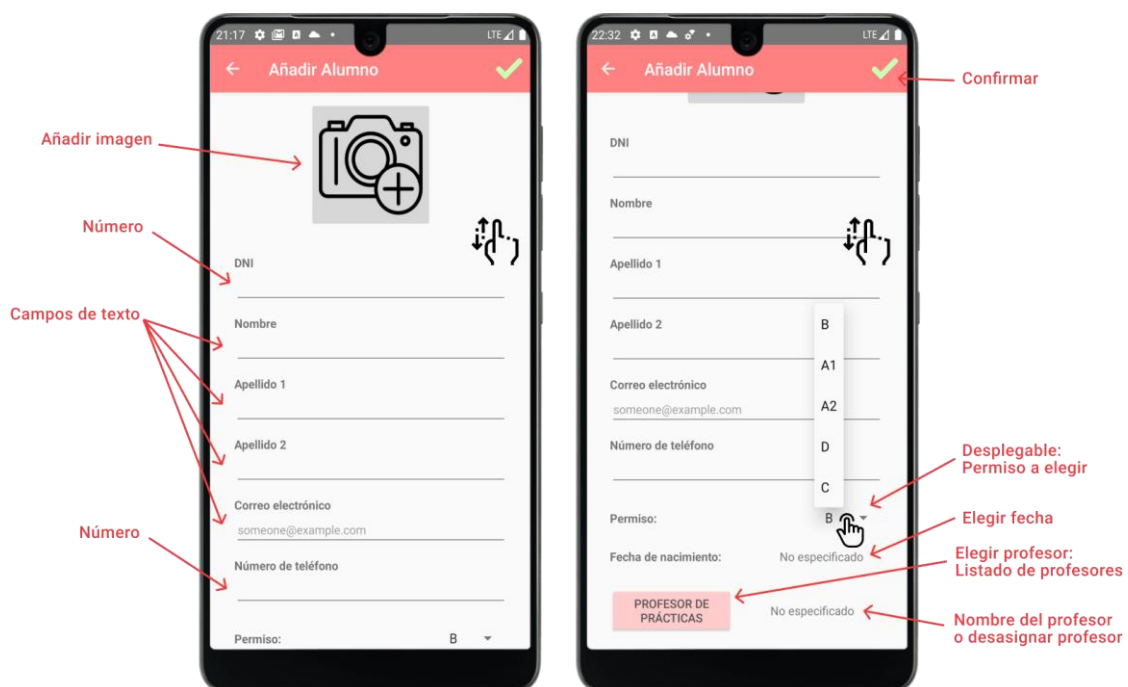 21:17
LTE
Añadir Alumno
Añadir imagen
Número
DNI
Campos de texto
Nombre
Apellido 1
Apellido 2
Correo electrónico
someone@example.com
Número
Número de teléfono
Permiso:
B
22:32
LTE
Añadir Alumno
Confirmar
DNI
Nombre
Apellido 1
Apellido 2
B
A1
A2
D
C
Correo electrónico
someone@example.com
Número de teléfono
Desplegable:
Permiso a elegir
Permiso:
B
Elegir fecha
Fecha de nacimiento:
No especificado
Elegir profesor:
Listado de profesores
PROFESOR DE
PRÁCTICAS
No especificado
Nombre del profesor
o desasignar profesor